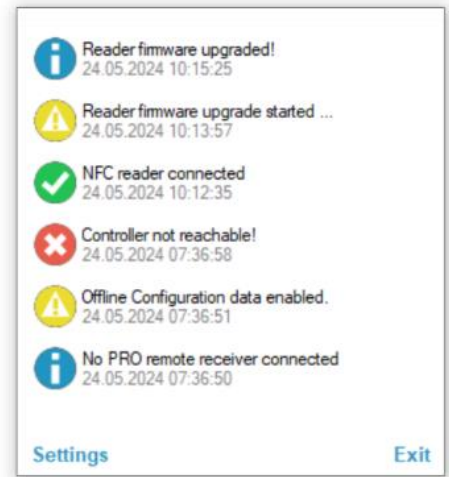 Reader firmware upgraded!
24.05.2024 10:15:25
Reader firmware upgrade started ...
24.05.2024 10:13:57
NFC reader connected
24.05.2024 10:12:35
Controller not reachable!
24.05.2024 07:36:58
Offline Configuration data enabled.
24.05.2024 07:36:51
No PRO remote receiver connected
24.05.2024 07:36:50
Settings Exit